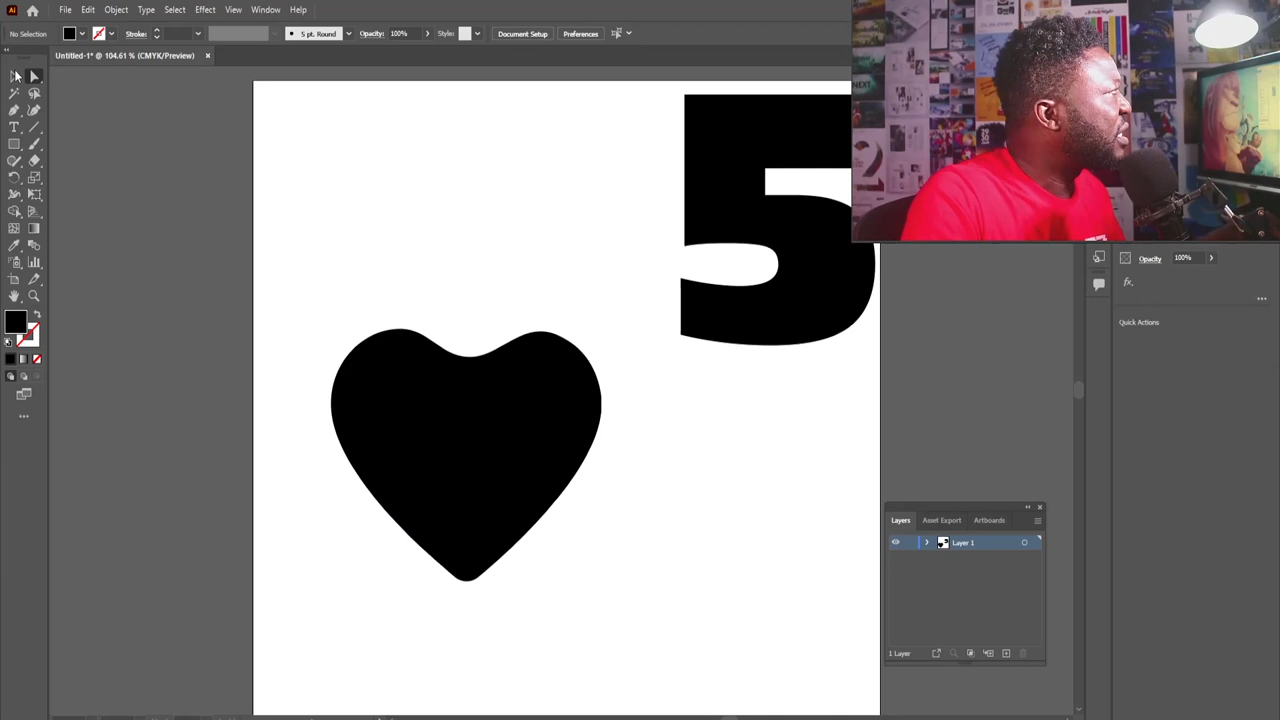 Ai File Edit Object Type Select Effect View Window Help
No Selection Stroke: 5 pt. Round Opacity: 100% Style: Document Setup Preferences
Untitled-1* @ 104.61 % (CMYK/Preview) ×
5
NEXT
Opacity 100%
fx.
Quick Actions
Layers Asset Export Artboards
Layer 1
1 Layer